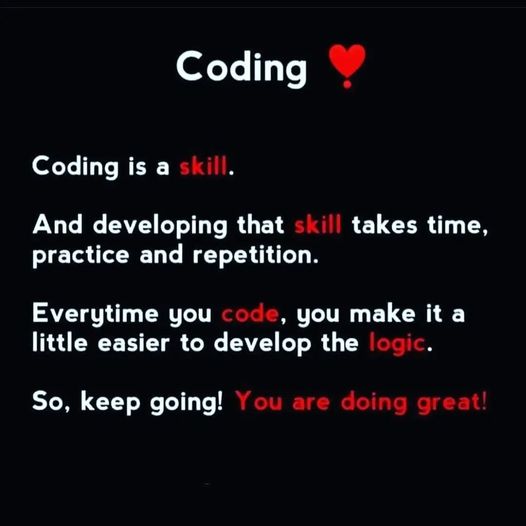 Coding ❣
Coding is a skill.
And developing that skill takes time,
practice and repetition.
Everytime you code, you make it a
little easier to develop the logic.
So, keep going! You are doing great!